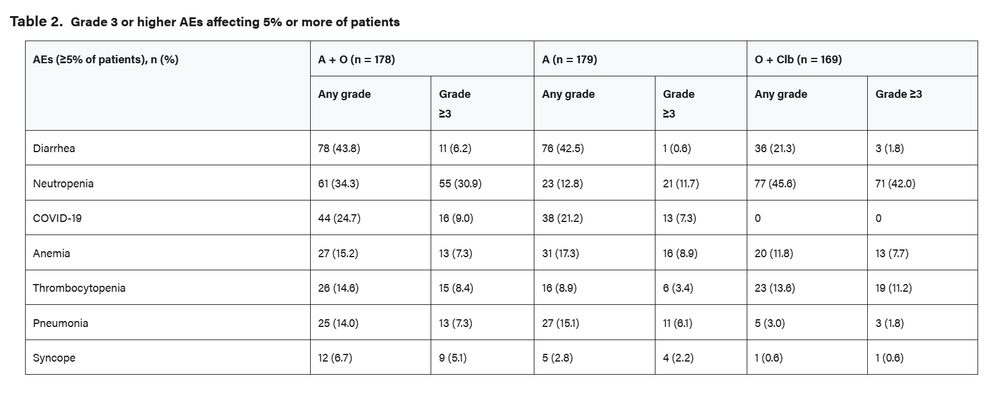 Table 2. Grade 3 or higher AEs affecting 5% or more of patients
AEs (≥5% of patients), n (%) A + O (n = 178) A (n = 179) O + Clb (n = 169)
Any grade Grade ≥3 Any grade Grade ≥3 Any grade Grade ≥3
Diarrhea 78 (43.8) 11 (6.2) 76 (42.5) 1 (0.6) 36 (21.3) 3 (1.8)
Neutropenia 61 (34.3) 55 (30.9) 23 (12.8) 21 (11.7) 77 (45.6) 71 (42.0)
COVID-19 44 (24.7) 16 (9.0) 38 (21.2) 13 (7.3) 0 0
Anemia 27 (15.2) 13 (7.3) 31 (17.3) 16 (8.9) 20 (11.8) 13 (7.7)
Thrombocytopenia 26 (14.6) 15 (8.4) 16 (8.9) 6 (3.4) 23 (13.6) 19 (11.2)
Pneumonia 25 (14.0) 13 (7.3) 27 (15.1) 11 (6.1) 5 (3.0) 3 (1.8)
Syncope 12 (6.7) 9 (5.1) 5 (2.8) 4 (2.2) 1 (0.6) 1 (0.6)